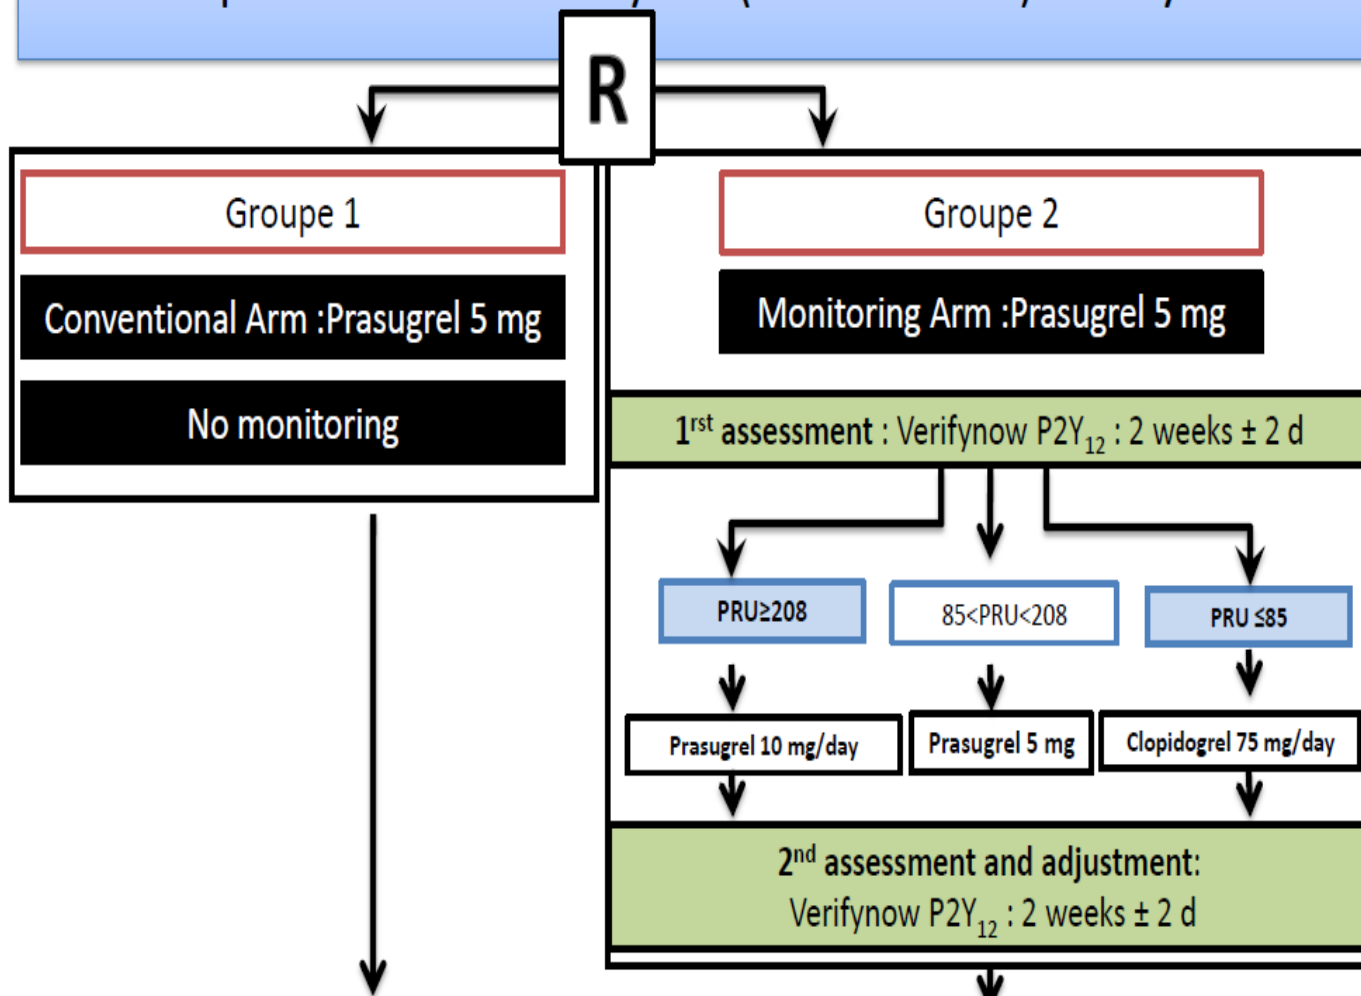 R
Groupe 1
Conventional Arm :Prasugrel 5 mg
No monitoring
Groupe 2
Monitoring Arm :Prasugrel 5 mg
1rst assessment : Verifynow P2Y12 : 2 weeks ± 2 d
PRU≥208
85<PRU<208
PRU ≤85
Prasugrel 10 mg/day
Prasugrel 5 mg
Clopidogrel 75 mg/day
2nd assessment and adjustment:
Verifynow P2Y12 : 2 weeks ± 2 d